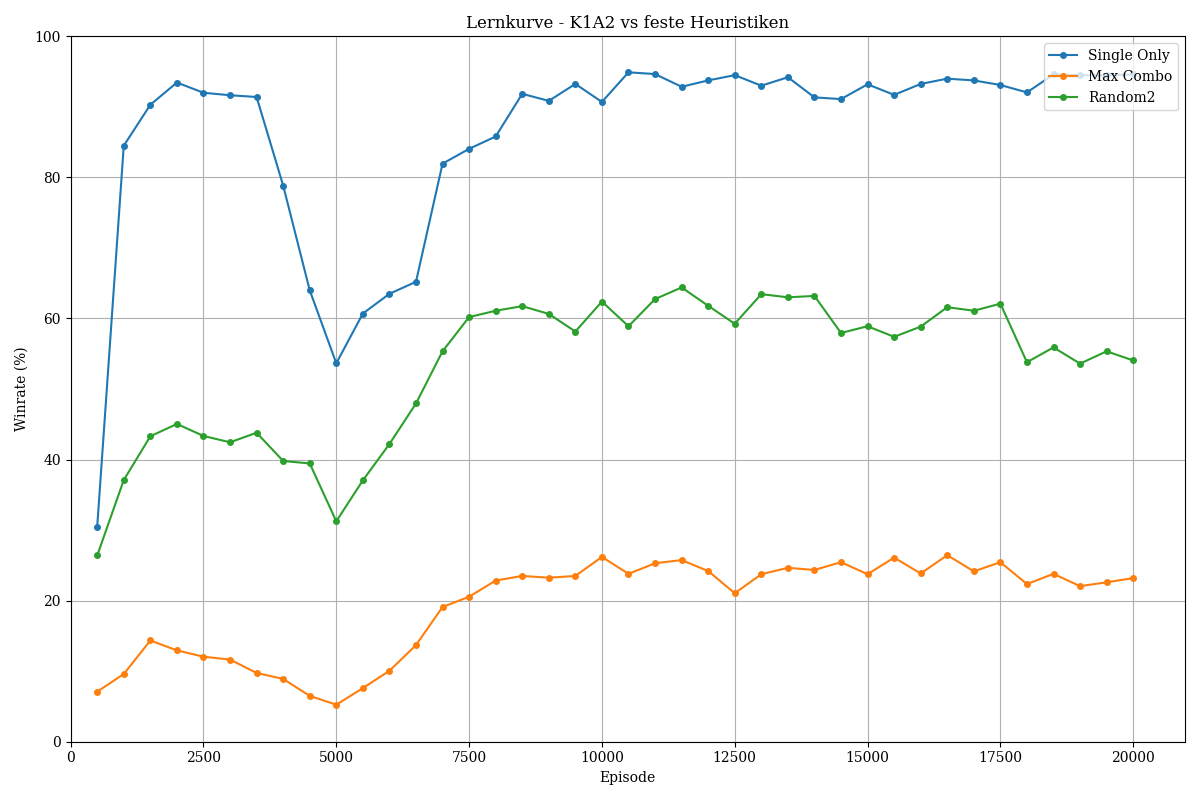 Lernkurve - K1A2 vs feste Heuristiken
Single Only
Max Combo
Random2
Winrate (%)
100
80
60
40
20
0
0 2500 5000 7500 10000 12500 15000 17500 20000
Episode